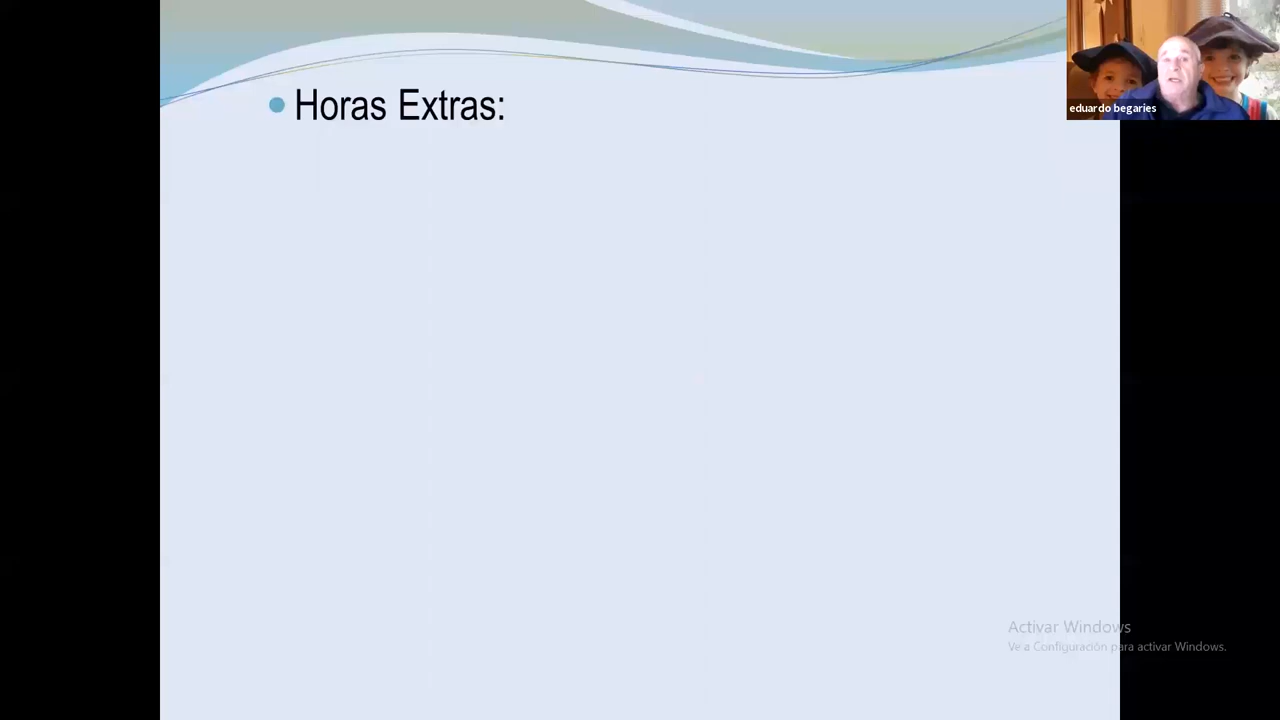 Horas Extras:
eduardo begaries
Activar Windows
Ve a Configuración para activar Windows.